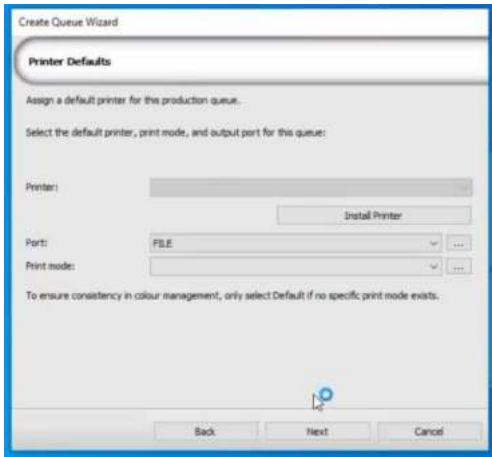 Create Queue Wizard
Printer Defaults
Assign a default printer for this production queue.
Select the default printer, print mode, and output port for this queue:
Printer:
Install Printer
Port: FILE ...
Print mode: ...
To ensure consistency in colour management, only select Default if no specific print mode exists.
Back Next Cancel